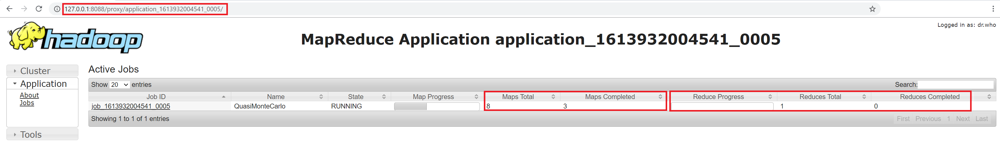 127.0.0.1:8088/proxy/application_1613932004541_0005/
Logged in as: dr.who
hadoop
MapReduce Application application_1613932004541_0005
Cluster
Application
About
Jobs
Tools
Active Jobs
Show 20 entries
Search:
Job ID Name State Map Progress Maps Total Maps Completed Reduce Progress Reduces Total Reduces Completed
job_1613932004541_0005 QuasiMonteCarlo RUNNING 8 3 1 0
Showing 1 to 1 of 1 entries
First Previous 1 Next Last